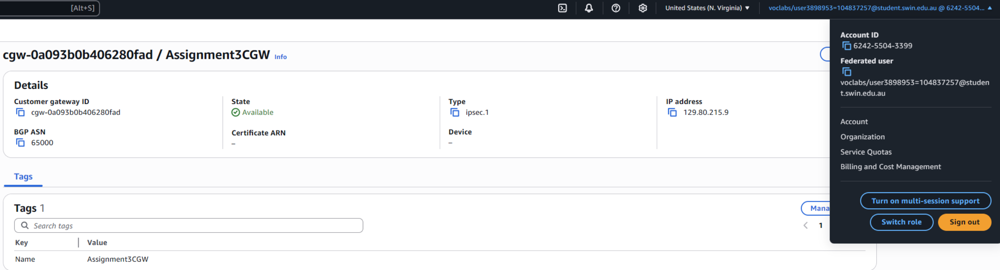 [Alt+S]
United States (N. Virginia)
voclabs/user3898953=104837257@student.swin.edu.au @ 6242-5504...
Account ID
6242-5504-3399
Federated user
voclabs/user3898953=104837257@studen
t.swin.edu.au
Account
Organization
Service Quotas
Billing and Cost Management
Turn on multi-session support
Switch role
Sign out
cgw-0a093b0b406280fad / Assignment3CGW Info
Details
Customer gateway ID
cgw-0a093b0b406280fad
State
Available
Type
ipsec.1
IP address
129.80.215.9
BGP ASN
65000
Certificate ARN
–
Device
–
Tags
Tags 1
Mana
Search tags
1
Key Value
Name Assignment3CGW